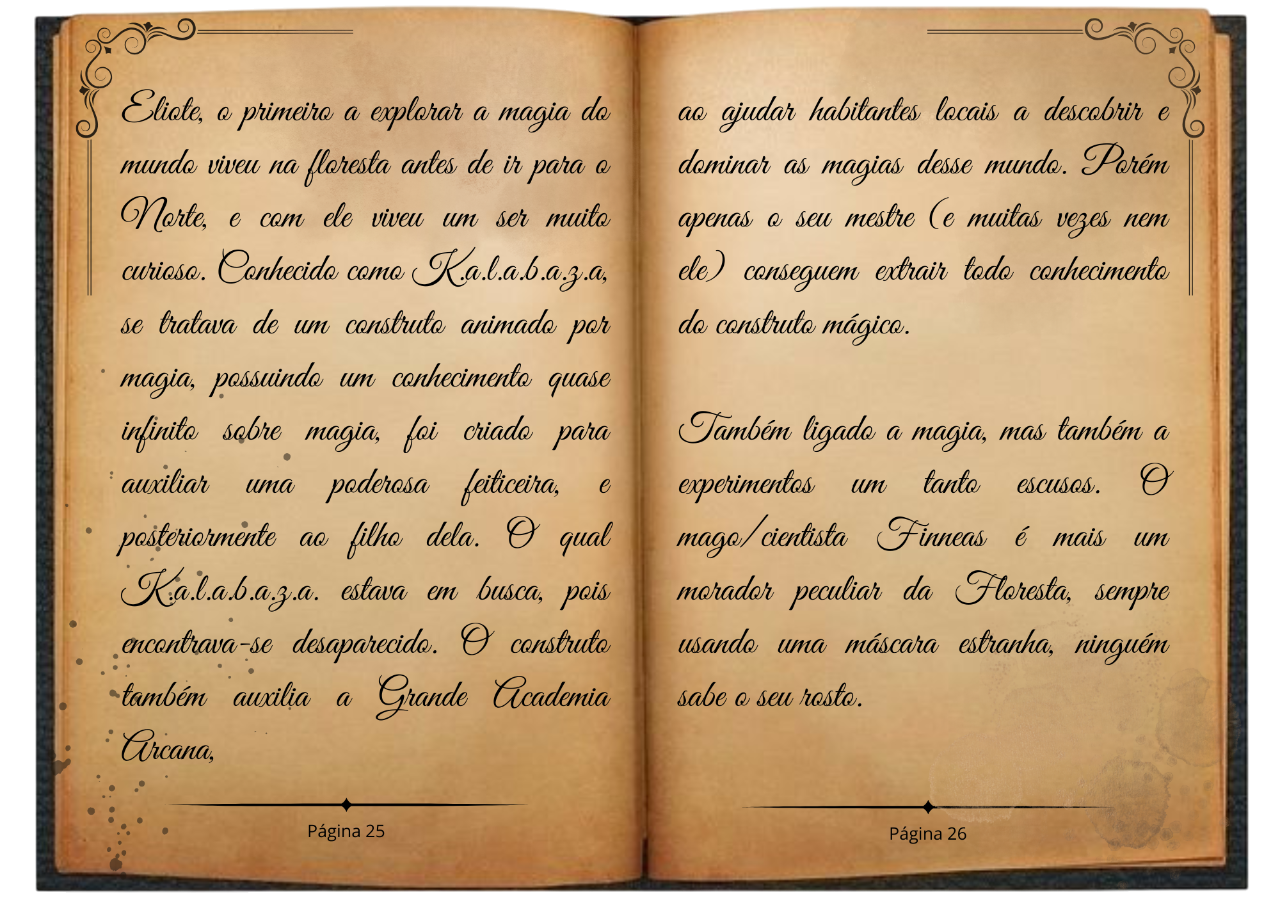 Eliote, o primeiro a explorar a magia do
mundo viveu na floresta antes de ir para o
Norte, e com ele viveu um ser muito
curioso. Conhecido como K.a.l.a.b.a.z.a,
se tratava de um construto animado por
magia, possuindo um conhecimento quase
infinito sobre magia, foi criado para
auxiliar uma poderosa feiticeira, e
posteriormente ao filho dela. O qual
K.a.l.a.b.a.z.a. estava em busca, pois
encontrava-se desaparecido. O construto
também auxilia a Grande Academia
Arcana,
Página 25
ao ajudar habitantes locais a descobrir e
dominar as magias desse mundo. Porém
apenas o seu mestre (e muitas vezes nem
ele) conseguem extrair todo conhecimento
do construto mágico.
Também ligado a magia, mas também a
experimentos um tanto escusos. O
mago/cientista Finneas é mais um
morador peculiar da Floresta, sempre
usando uma máscara estranha, ninguém
sabe o seu rosto.
Página 26